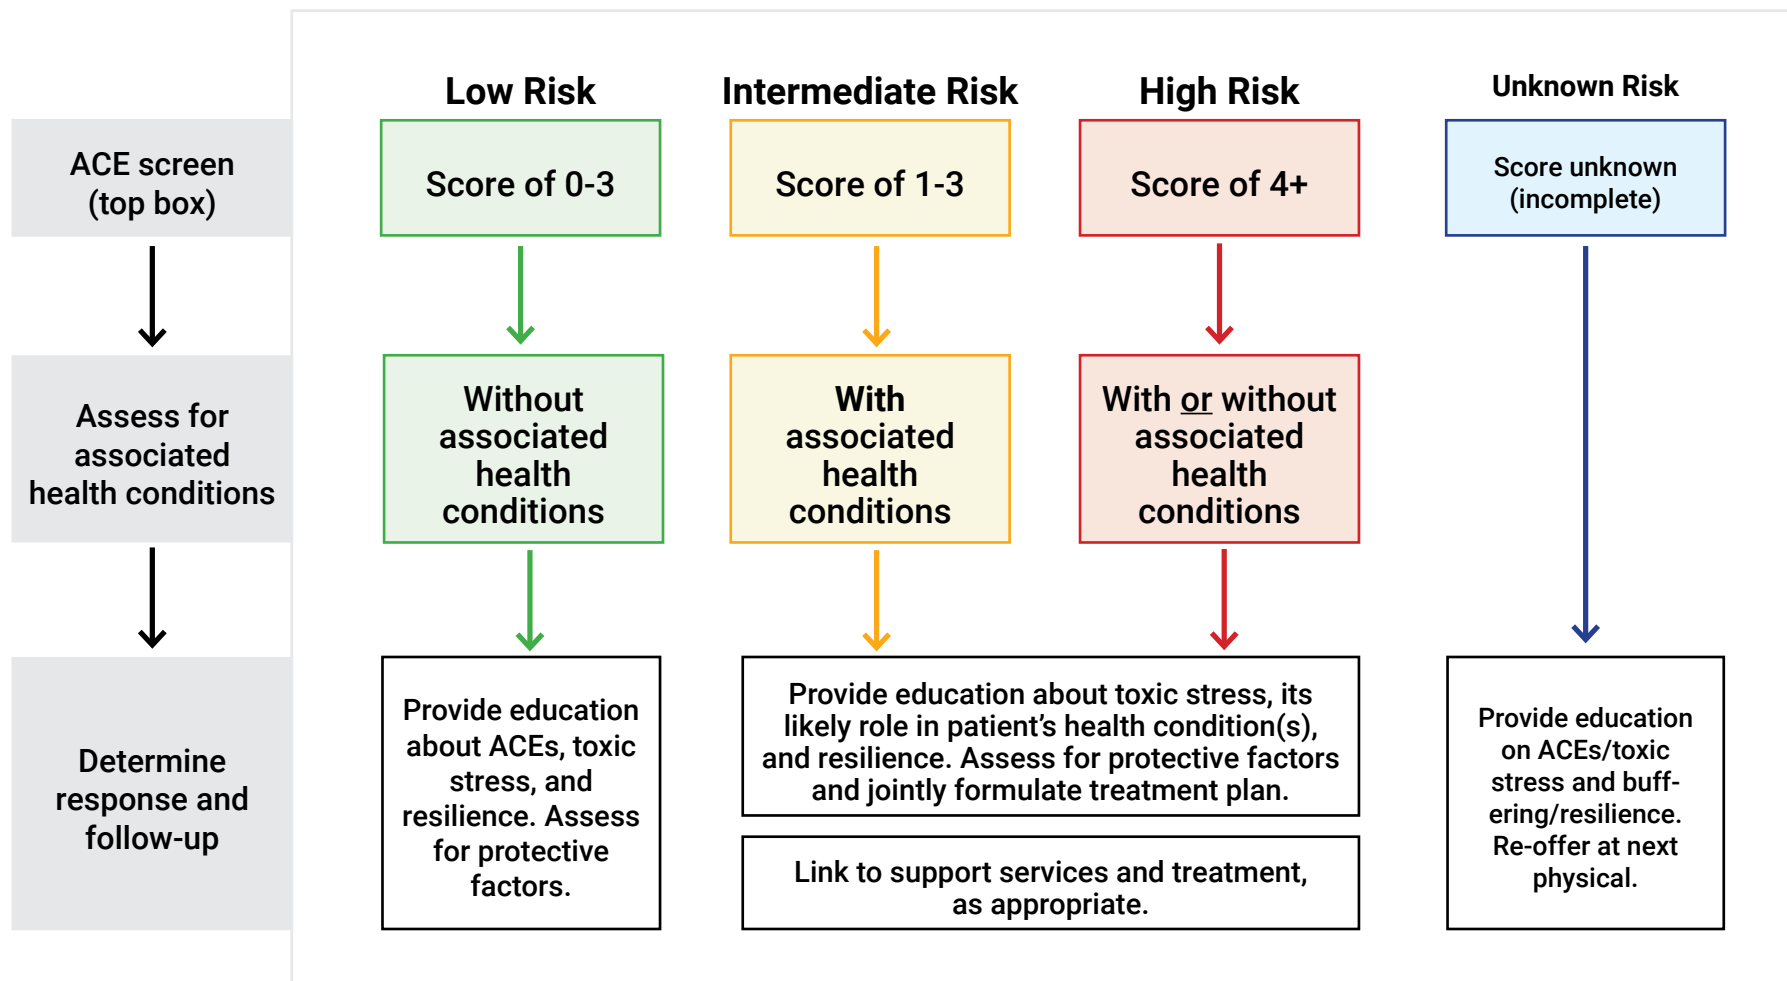 Low Risk
Intermediate Risk
High Risk
Unknown Risk
ACE screen
(top box)
Score of 0-3
Score of 1-3
Score of 4+
Score unknown
(incomplete)
Assess for
associated
health conditions
Without
associated
health
conditions
With
associated
health
conditions
With or without
associated
health
conditions
Determine
response and
follow-up
Provide education
about ACEs, toxic
stress, and
resilience. Assess
for protective
factors.
Provide education about toxic stress, its
likely role in patient’s health condition(s),
and resilience. Assess for protective factors
and jointly formulate treatment plan.
Link to support services and treatment,
as appropriate.
Provide education
on ACEs/toxic
stress and buff-
ering/resilience.
Re-offer at next
physical.